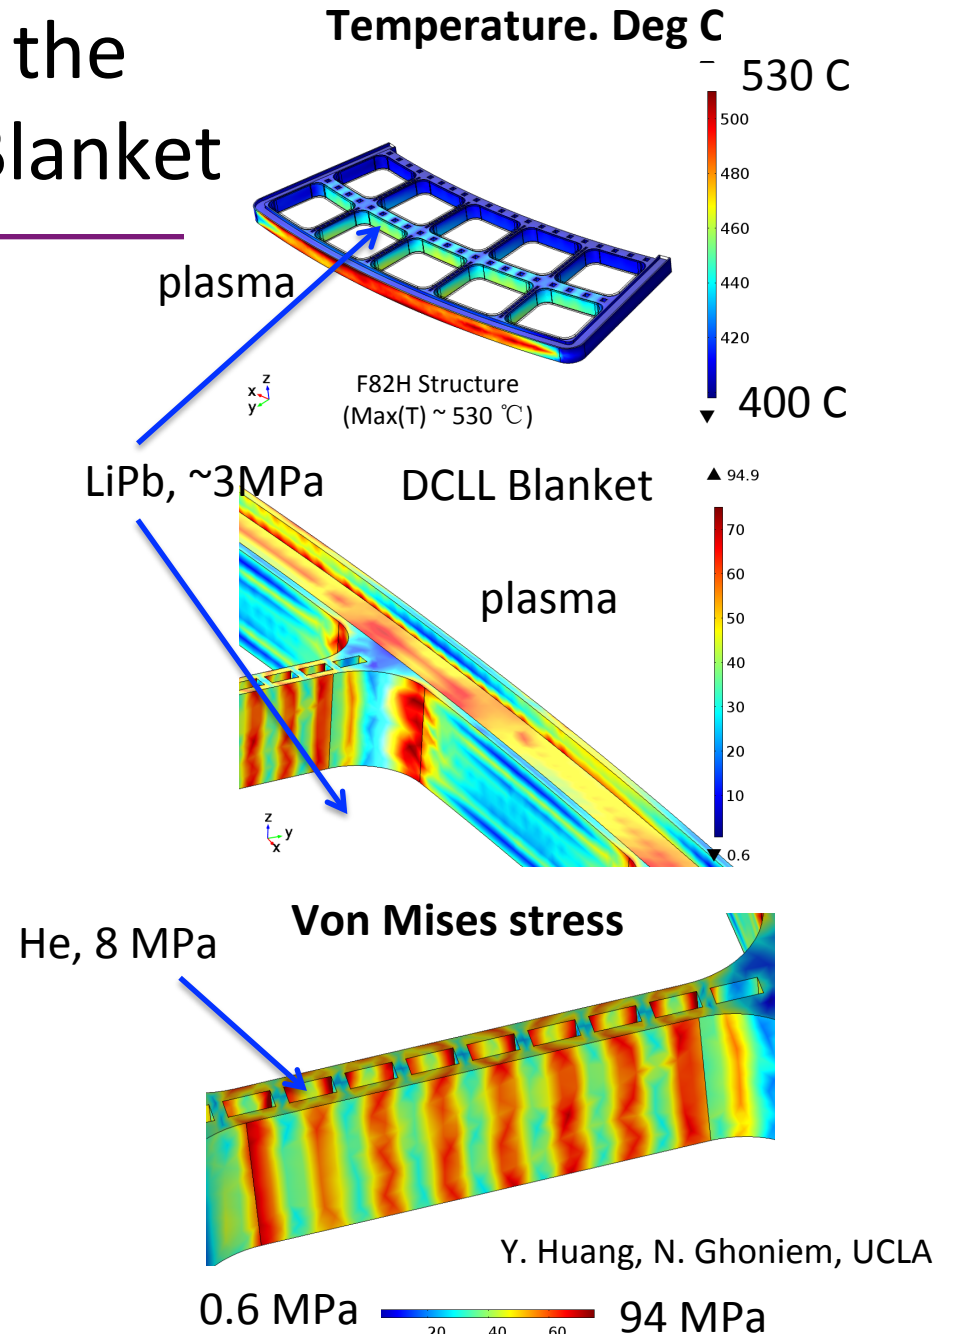 the
Blanket
Temperature. Deg C
530 C
500
480
460
440
420
400 C
plasma
z
x
y
F82H Structure
(Max(T) ~ 530 ℃)
LiPb, ~3MPa
DCLL Blanket
94.9
70
60
50
40
30
20
10
0.6
plasma
z
y
x
Von Mises stress
He, 8 MPa
Y. Huang, N. Ghoniem, UCLA
0.6 MPa
20 40 60
94 MPa